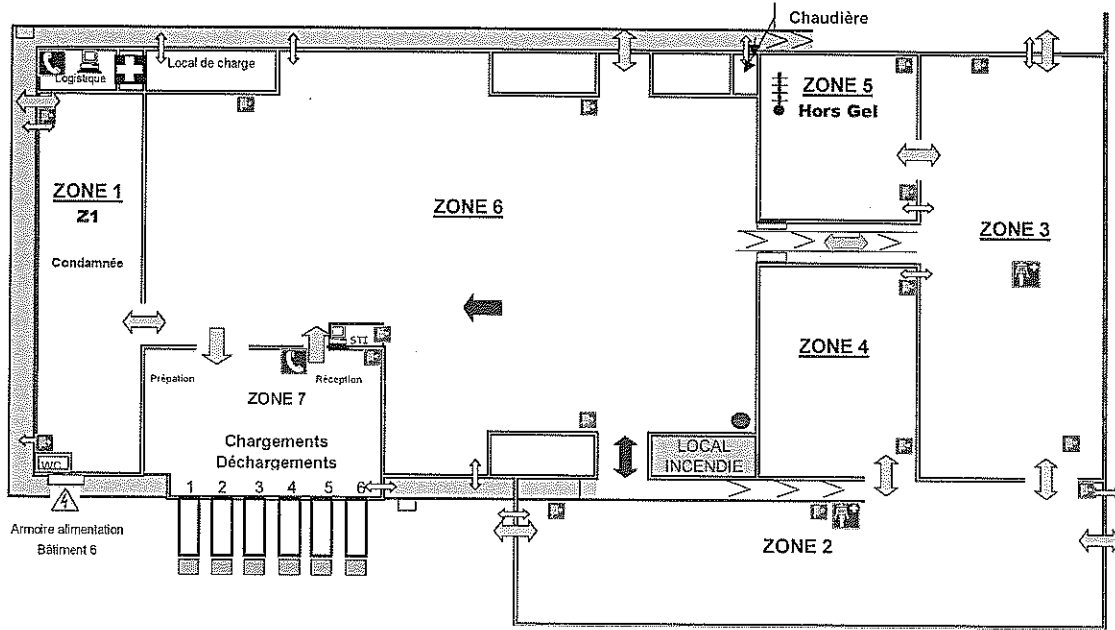 Chaudière
Logistique
Local de charge
ZONE 5
Hors Gel
ZONE 1
Z1
Condamnée
ZONE 6
ZONE 3
STI
ZONE 4
Prépation
Réception
ZONE 7
Chargements
Déchargements
1 2 3 4 5 6
LOCAL
INCENDIE
WC
Armoire alimentation
Bâtiment 6
ZONE 2